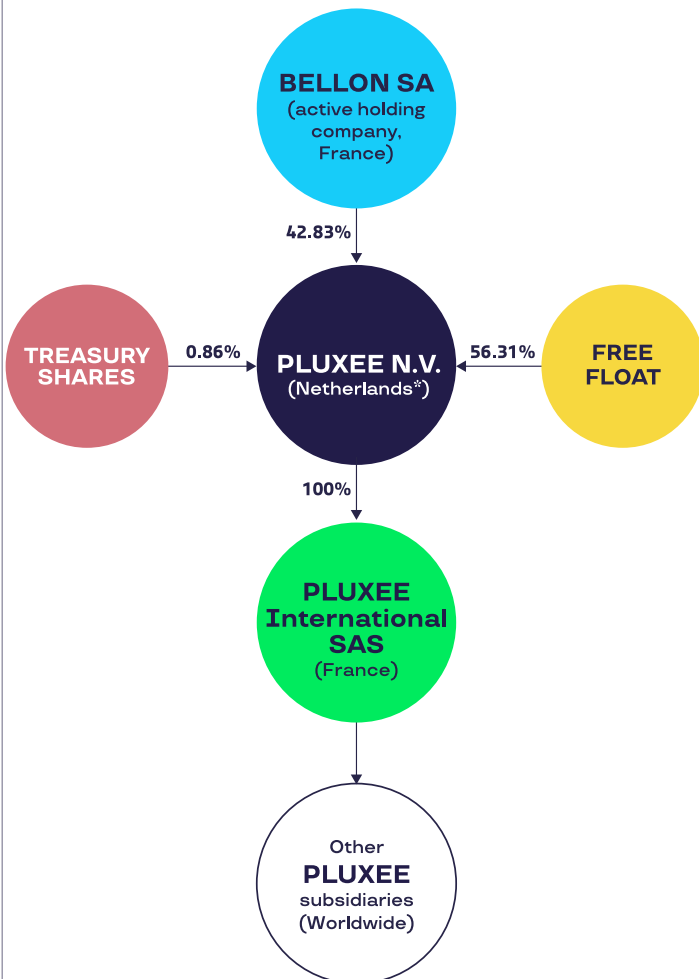 BELLON SA
(active holding
company,
France)
42.83%
TREASURY
SHARES
0.86%
PLUXEE N.V.
(Netherlands*)
56.31%
FREE
FLOAT
100%
PLUXEE
International
SAS
(France)
Other
PLUXEE
subsidiaries
(Worldwide)